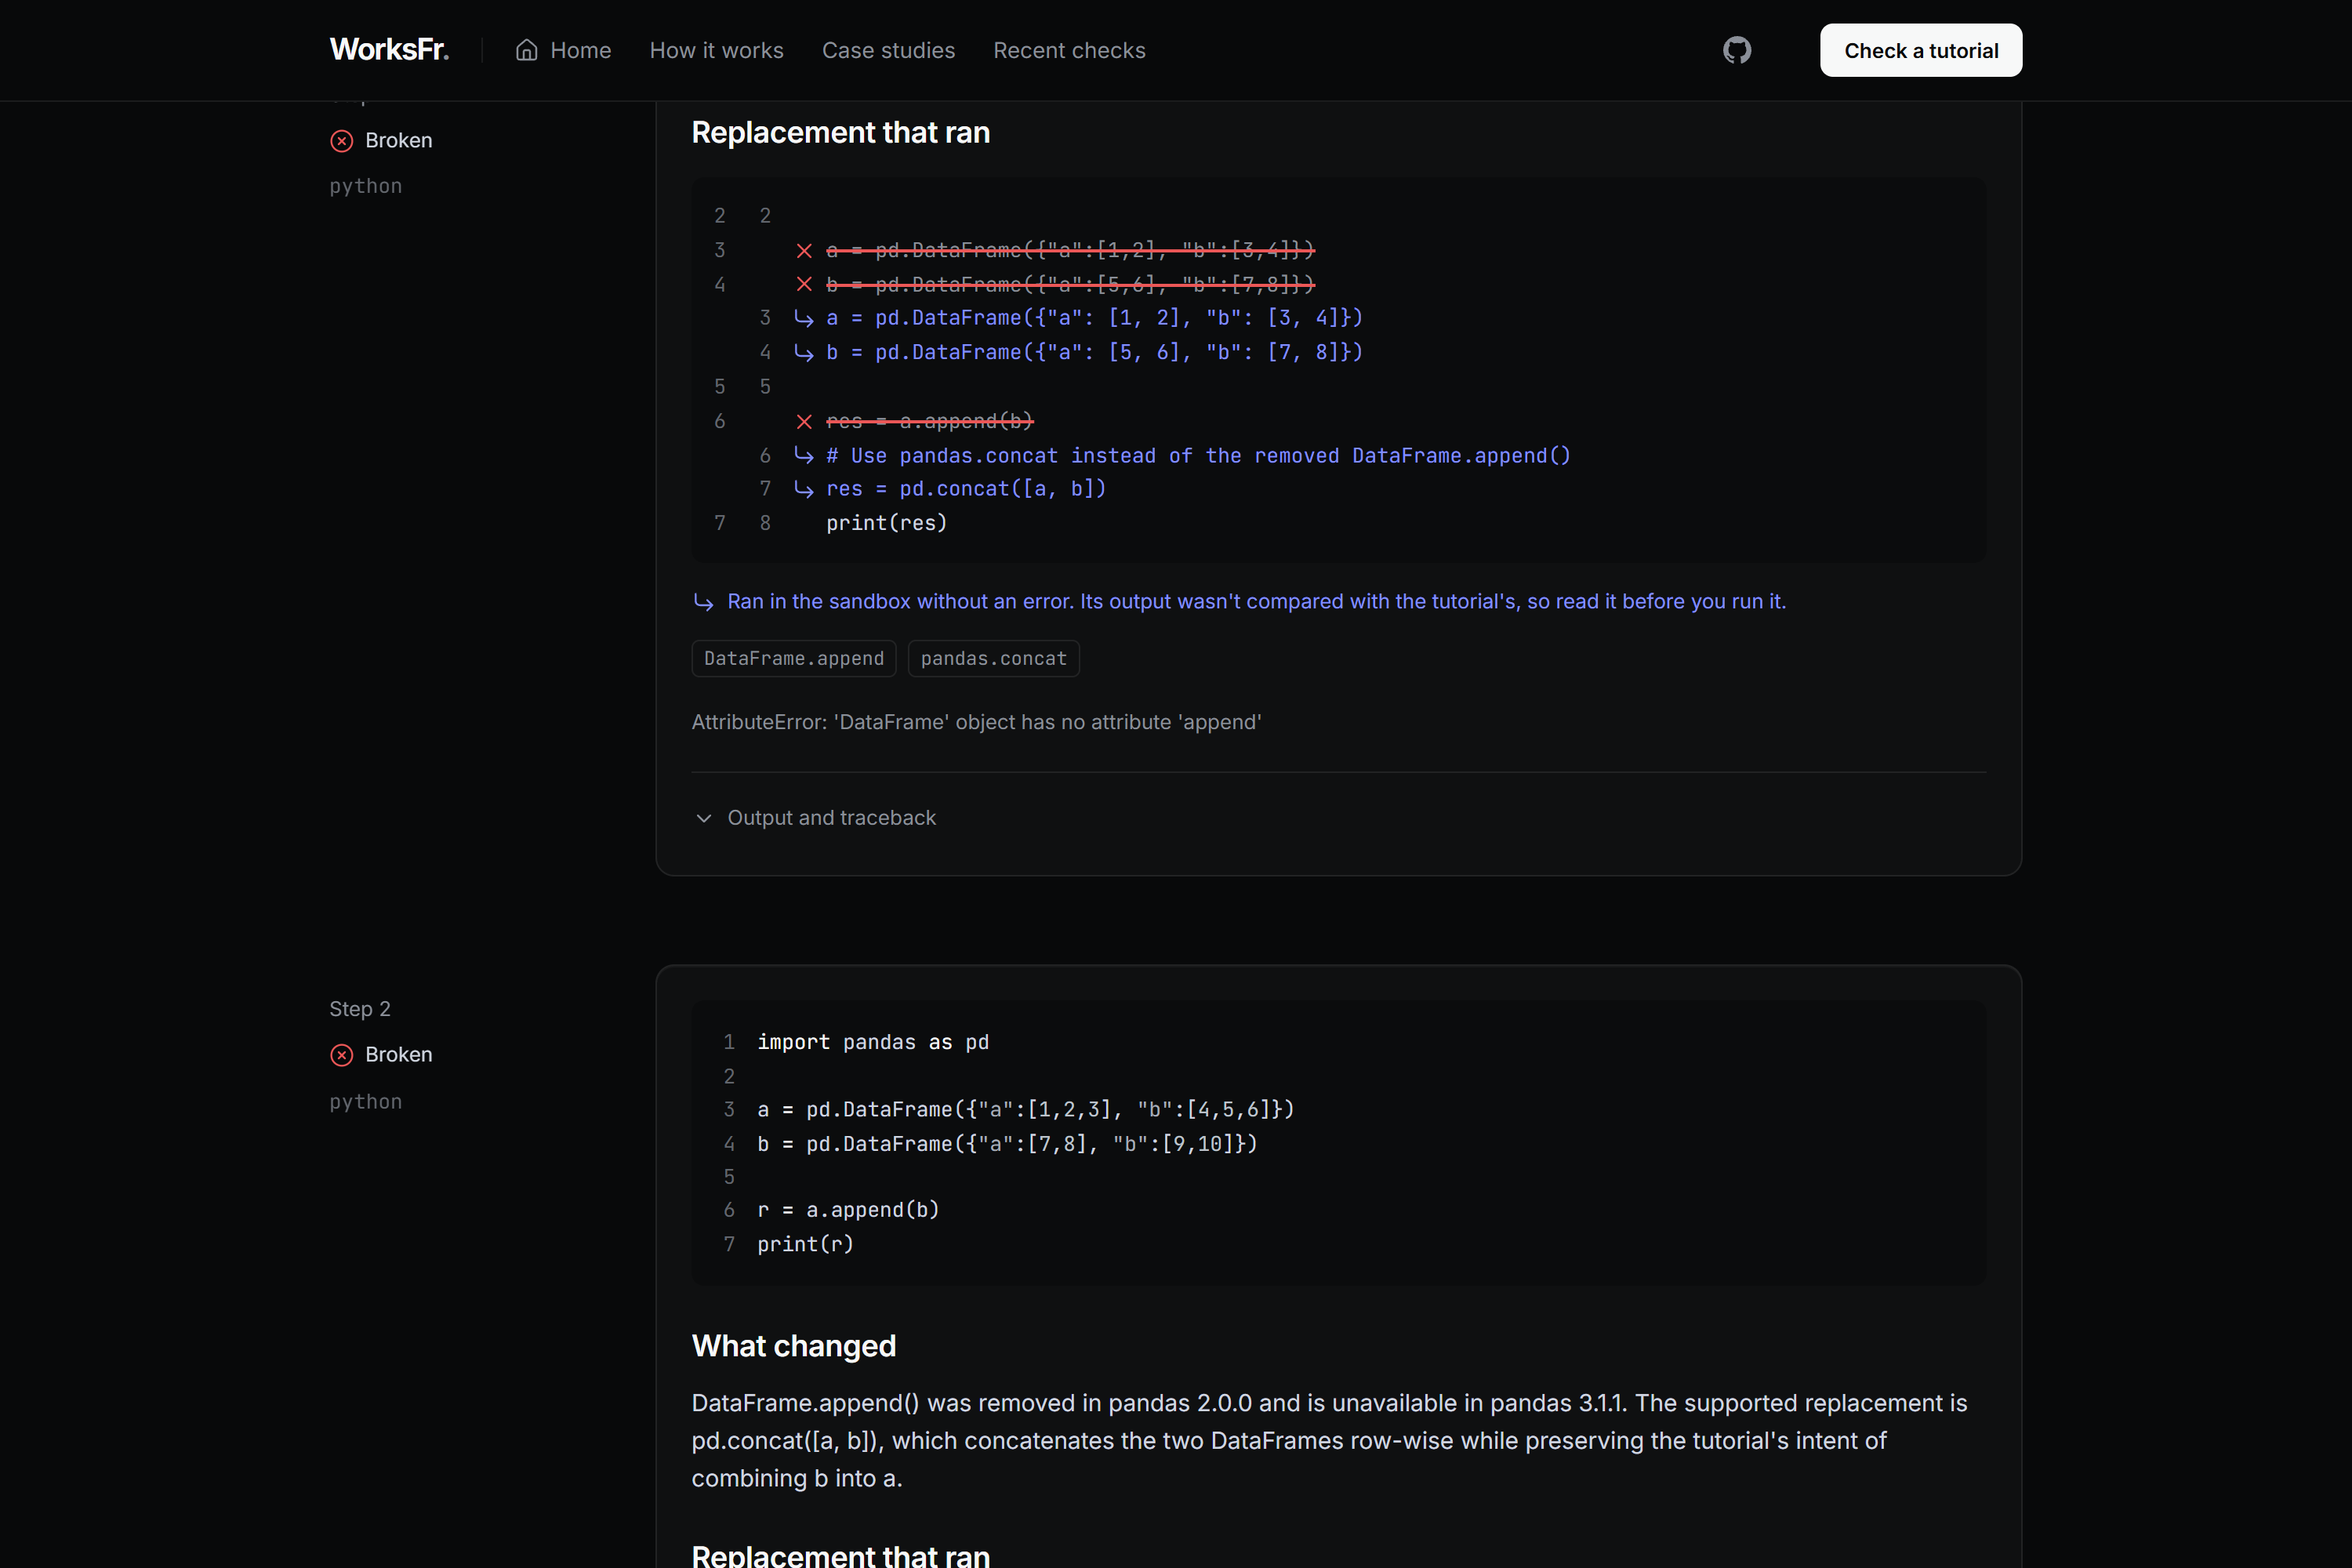 WorksFr. Home How it works Case studies Recent checks Check a tutorial
Broken
python
Replacement that ran
2 2
3 a = pd.DataFrame({"a":[1,2], "b":[3,4]})
4 b = pd.DataFrame({"a":[5,6], "b":[7,8]})
3 a = pd.DataFrame({"a": [1, 2], "b": [3, 4]})
4 b = pd.DataFrame({"a": [5, 6], "b": [7, 8]})
5 5
6 res = a.append(b)
6 # Use pandas.concat instead of the removed DataFrame.append()
7 res = pd.concat([a, b])
7 8 print(res)
Ran in the sandbox without an error. Its output wasn't compared with the tutorial's, so read it before you run it.
DataFrame.append pandas.concat
AttributeError: 'DataFrame' object has no attribute 'append'
Output and traceback
Step 2
Broken
python
1 import pandas as pd
2
3 a = pd.DataFrame({"a":[1,2,3], "b":[4,5,6]})
4 b = pd.DataFrame({"a":[7,8], "b":[9,10]})
5
6 r = a.append(b)
7 print(r)
What changed
DataFrame.append() was removed in pandas 2.0.0 and is unavailable in pandas 3.1.1. The supported replacement is
pd.concat([a, b]), which concatenates the two DataFrames row-wise while preserving the tutorial's intent of
combining b into a.
Replacement that ran